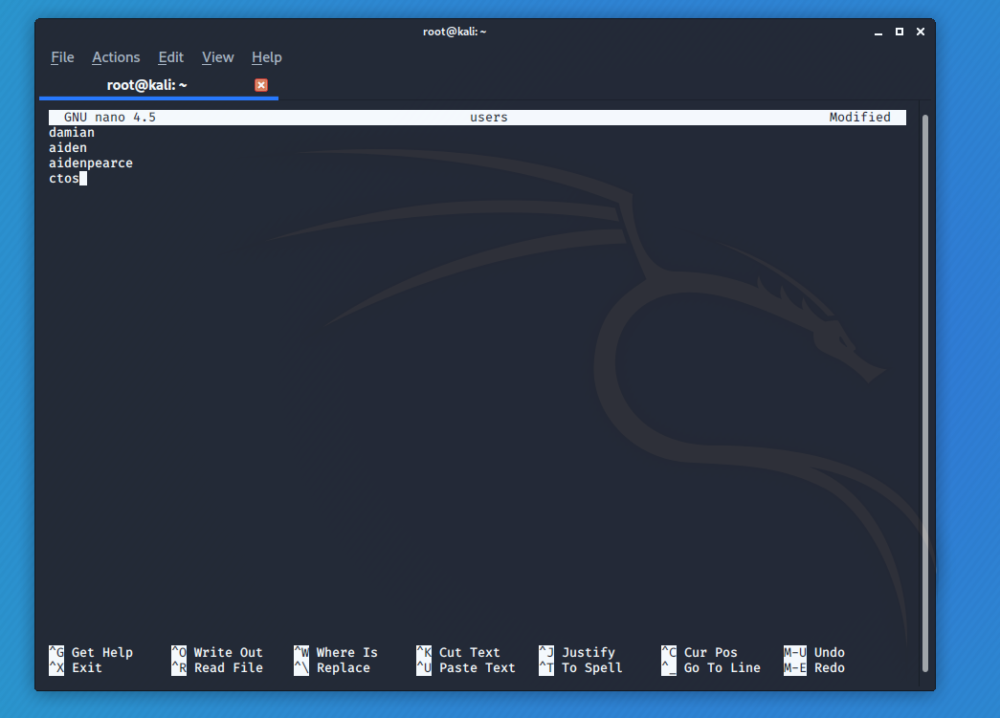 root@kali: ~
File Actions Edit View Help
root@kali: ~
GNU nano 4.5 users Modified
damian
aiden
aidenpearce
ctos
^G Get Help ^O Write Out ^W Where Is ^K Cut Text ^J Justify ^C Cur Pos M-U Undo
^X Exit ^R Read File ^\ Replace ^U Paste Text ^T To Spell ^_ Go To Line M-E Redo